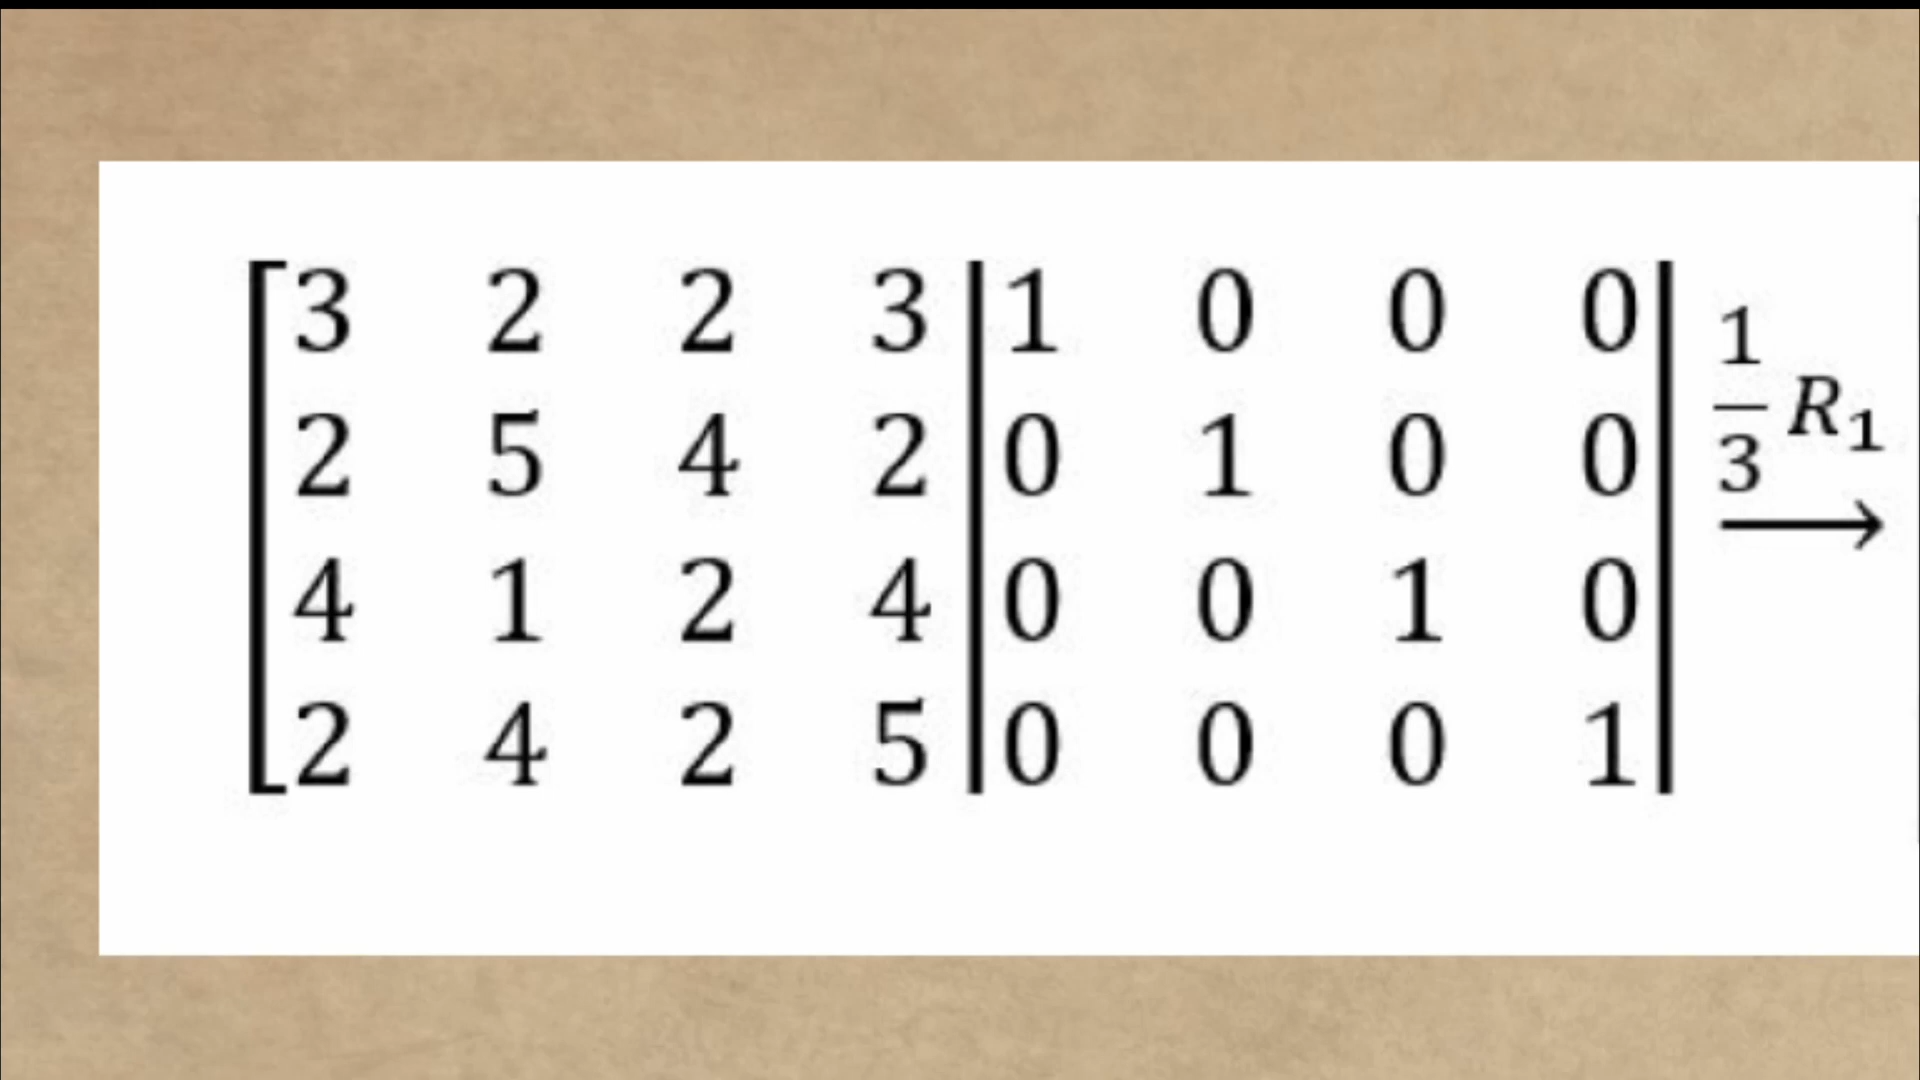 [3 2 2 3 | 1 0 0 0 |
2 5 4 2 | 0 1 0 0
4 1 2 4 | 0 0 1 0
2 4 2 5 | 0 0 0 1
1/3 R₁ →